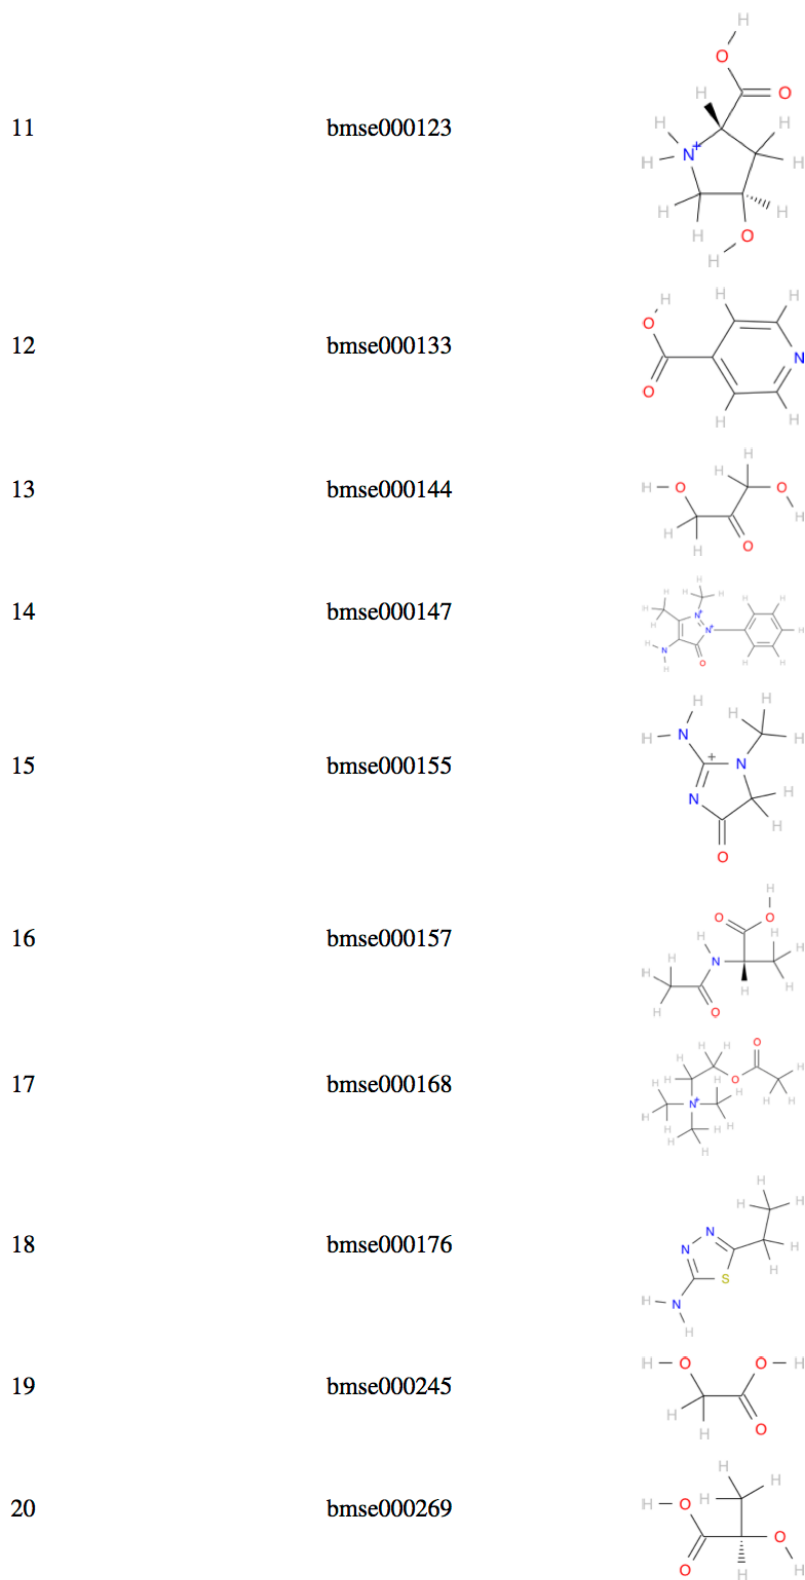 11 bmse000123
12 bmse000133
13 bmse000144
14 bmse000147
15 bmse000155
16 bmse000157
17 bmse000168
18 bmse000176
19 bmse000245
20 bmse000269